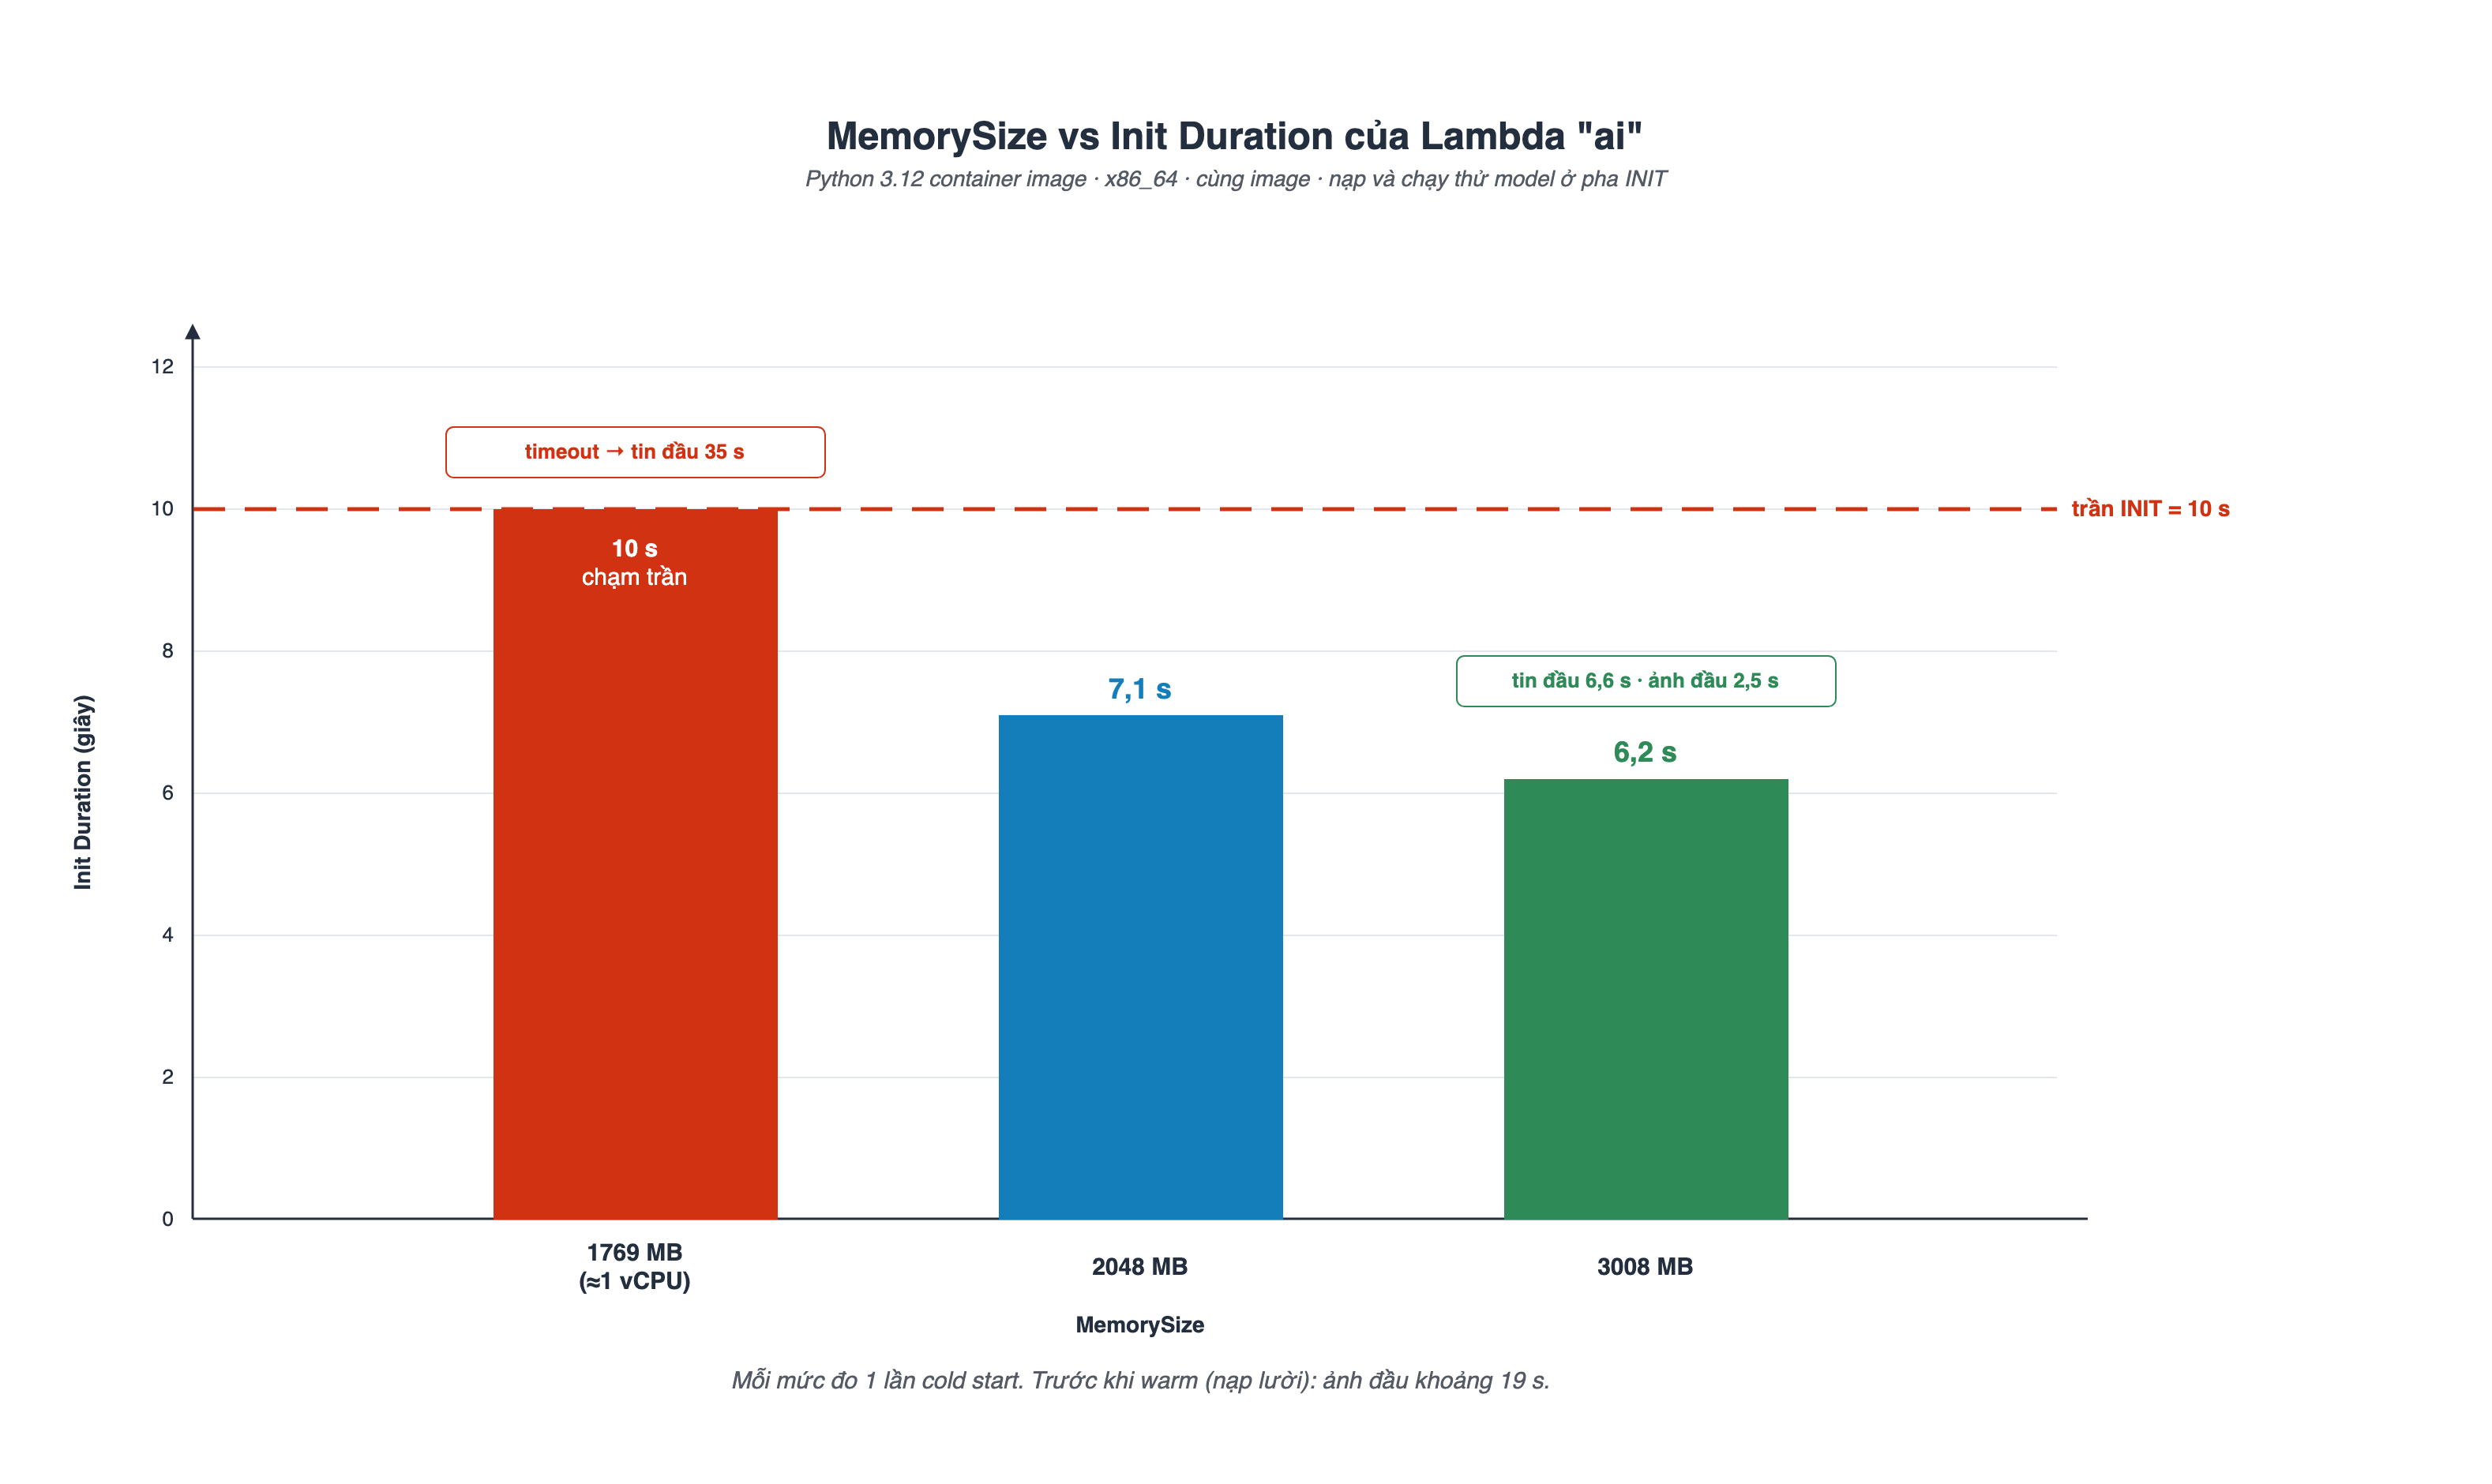 MemorySize vs Init Duration của Lambda "ai"
Python 3.12 container image · x86_64 · cùng image · nạp và chạy thử model ở pha INIT
12
timeout → tin đầu 35 s
10
trần INIT = 10 s
10 s
chạm trần
8
tin đầu 6,6 s · ảnh đầu 2,5 s
7,1 s
6,2 s
Init Duration (giây)
6
4
2
0
1769 MB
(≈1 vCPU)
2048 MB
3008 MB
MemorySize
Mỗi mức đo 1 lần cold start. Trước khi warm (nạp lười): ảnh đầu khoảng 19 s.